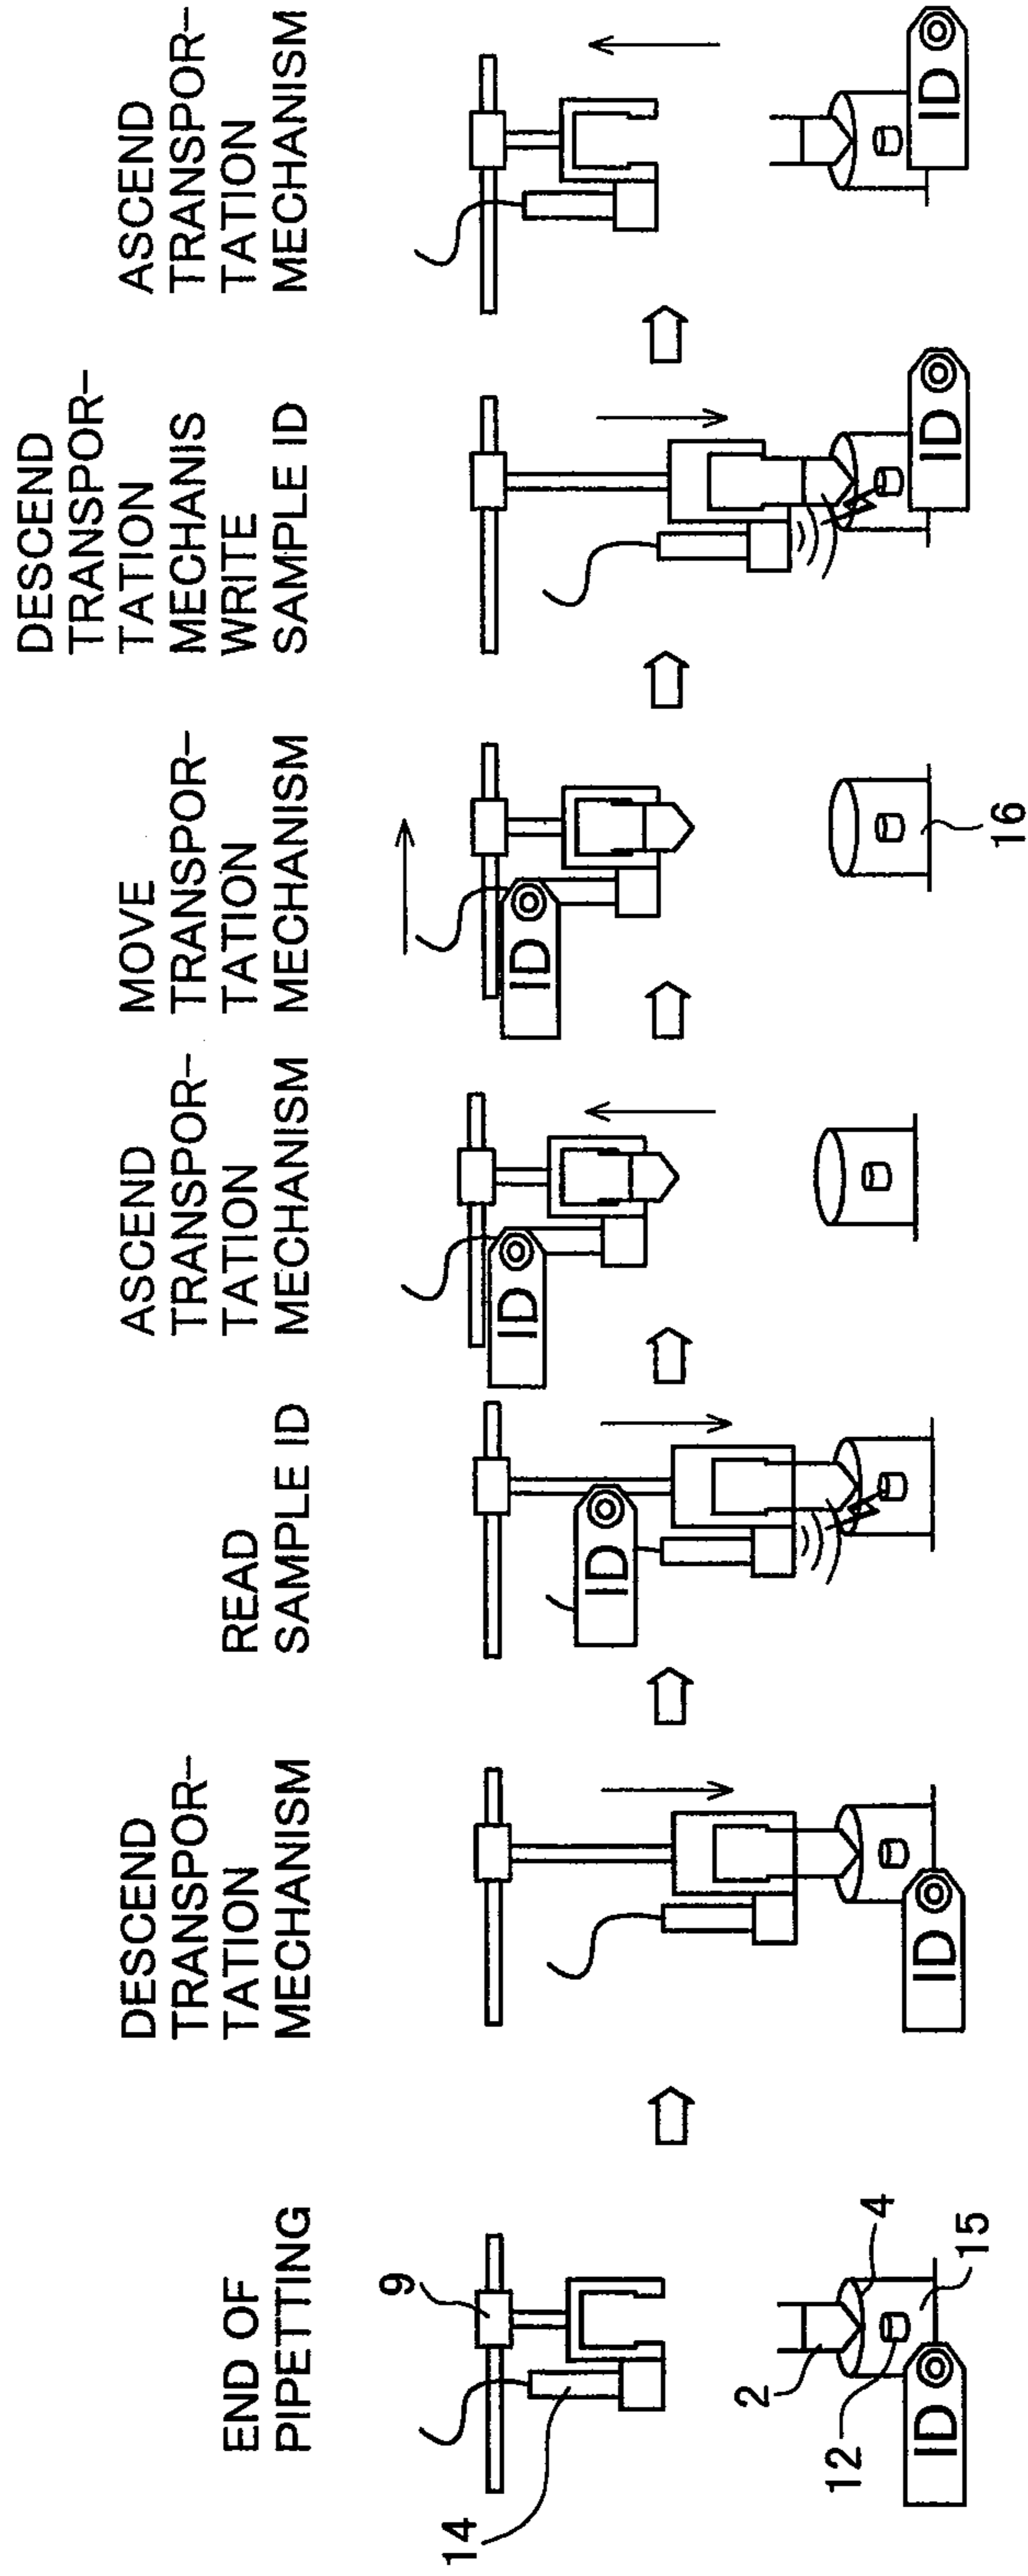 END OF
PIPETTING
9
14
2
4
12
15
ID
DESCEND
TRANSPOR-
TATION
MECHANISM
ID
READ
SAMPLE ID
ID
ASCEND
TRANSPOR-
TATION
MECHANISM
ID
MOVE
TRANSPOR-
TATION
MECHANISM
ID
16
DESCEND
TRANSPOR-
TATION
MECHANIS
WRITE
SAMPLE ID
ID
ASCEND
TRANSPOR-
TATION
MECHANISM
ID